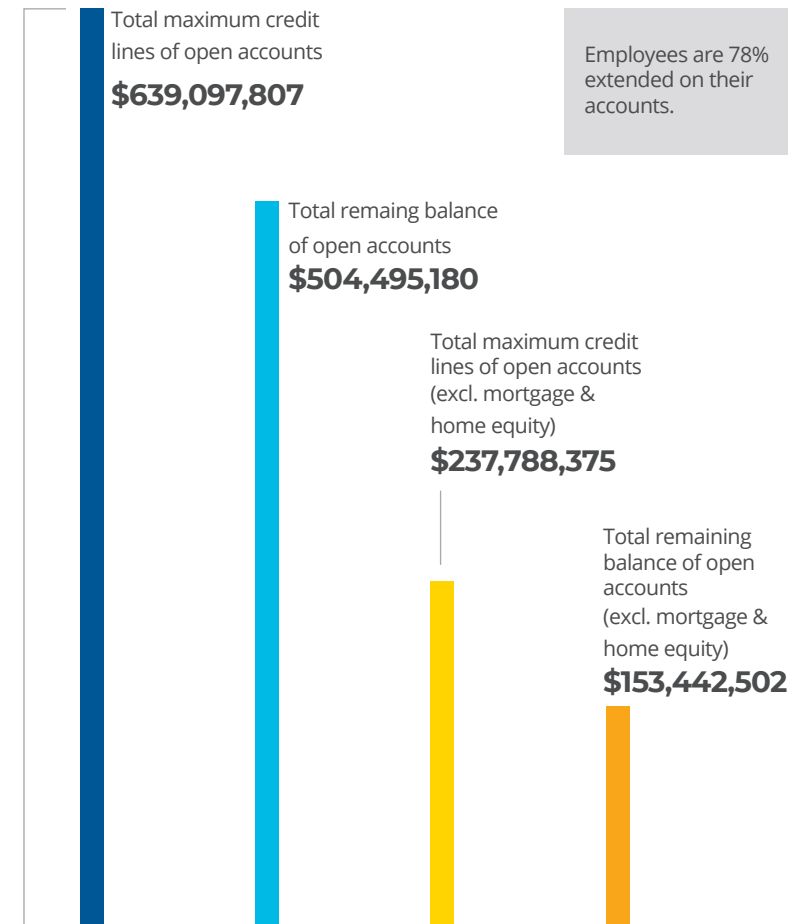 Total maximum credit
lines of open accounts
$639,097,807
Employees are 78%
extended on their
accounts.
Total remaing balance
of open accounts
$504,495,180
Total maximum credit
lines of open accounts
(excl. mortgage &
home equity)
$237,788,375
Total remaining
balance of open
accounts
(excl. mortgage &
home equity)
$153,442,502